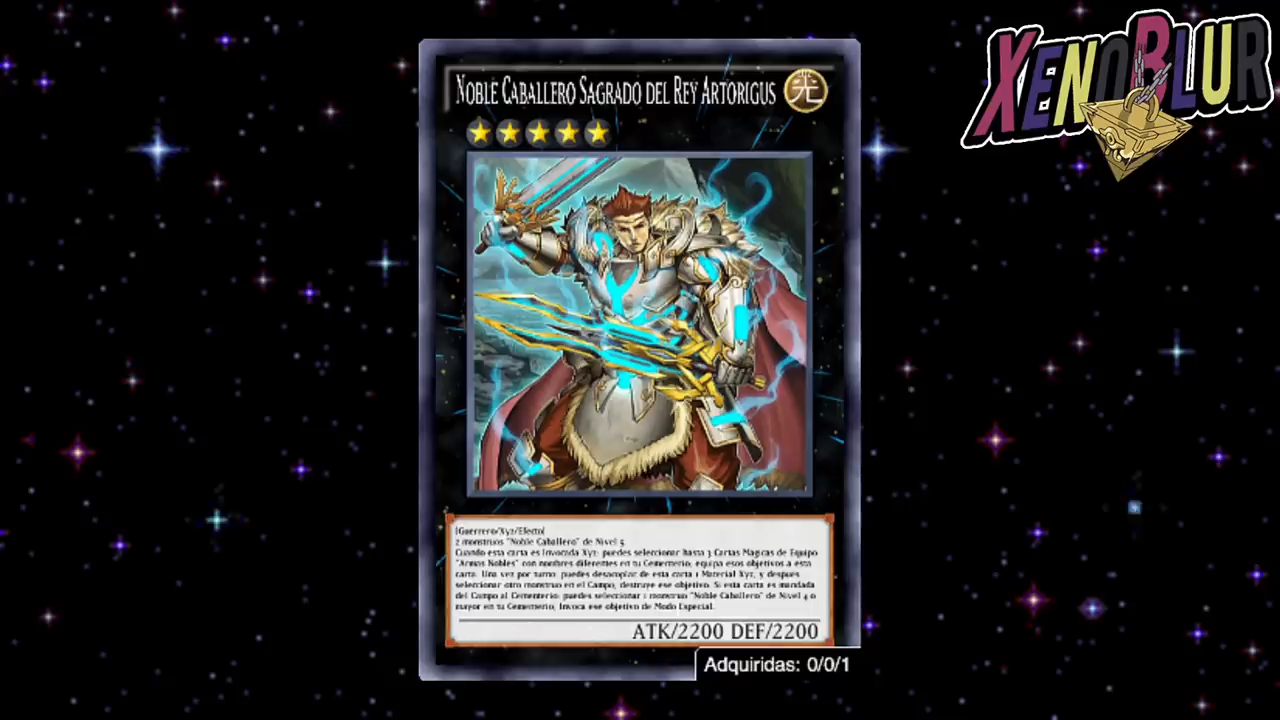 XENOBLUR
NOBLE CABALLERO SAGRADO DEL REY ARTORIGUS
光
[Guerrero/Xyz/Efecto]
2 monstruos "Noble Caballero" de Nivel 5
Cuando esta carta es Invocada Xyz: puedes seleccionar hasta 3 Cartas Mágicas de Equipo
"Armas Nobles" con nombres diferentes en tu Cementerio; equipa esos objetivos a esta
carta. Una vez por turno: puedes desacoplar de esta carta 1 Material Xyz, y después
seleccionar otro monstruo en el Campo, destruye ese objetivo. Si esta carta es mandada
del Campo al Cementerio: puedes seleccionar 1 monstruo "Noble Caballero" de Nivel 4 o
mayor en tu Cementerio, Invoca ese objetivo de Modo Especial.
ATK/2200 DEF/2200
Adquiridas: 0/0/1